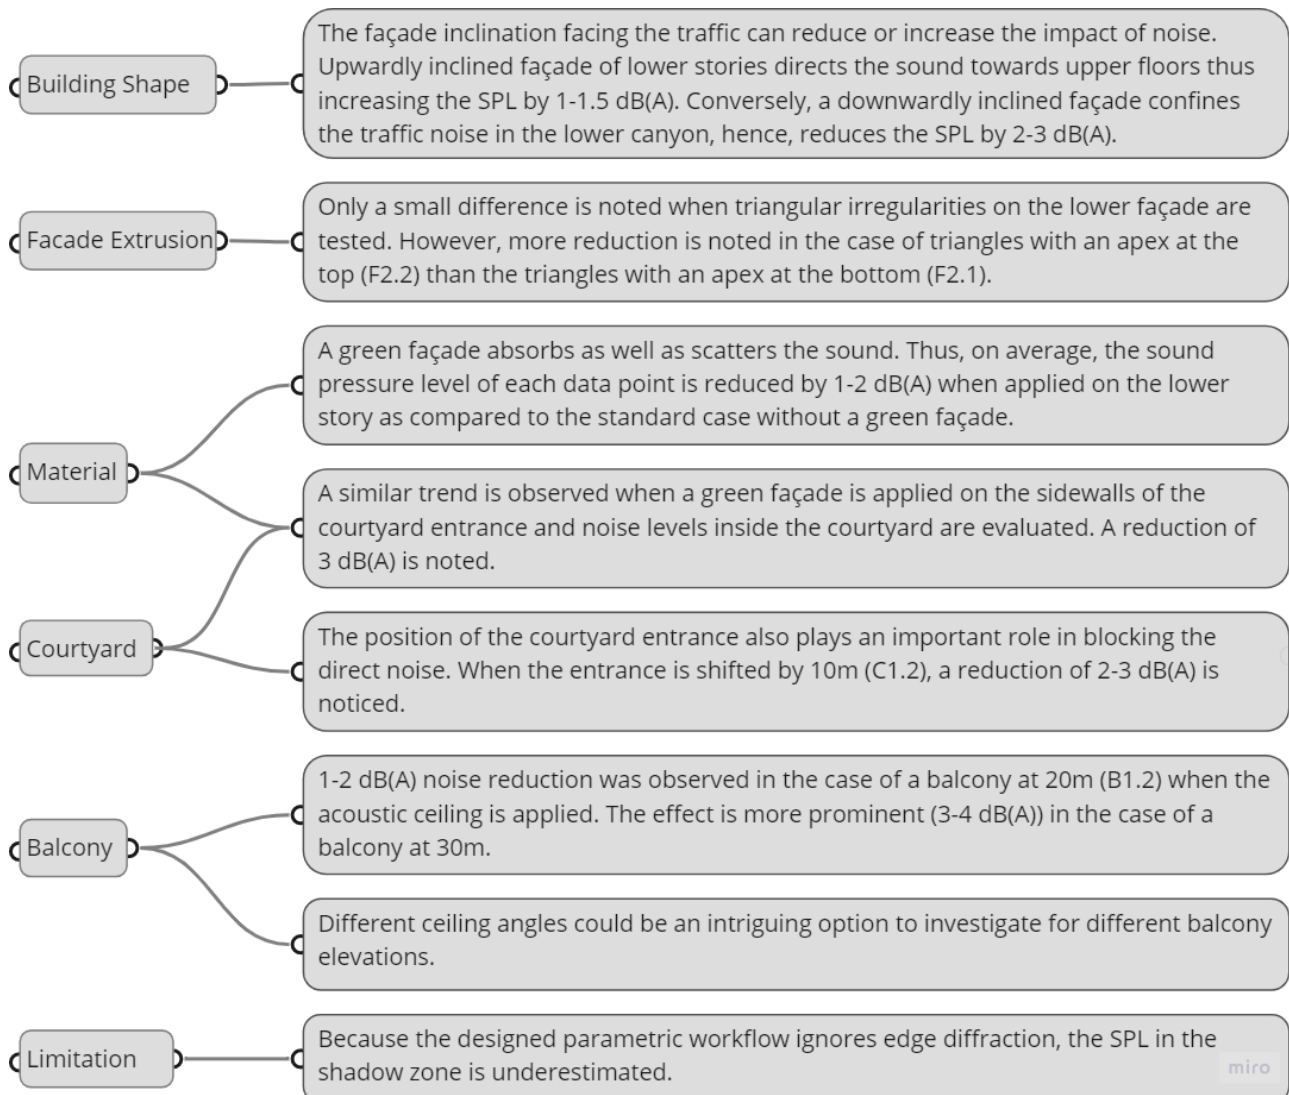 Building Shape
The façade inclination facing the traffic can reduce or increase the impact of noise.
Upwardly inclined façade of lower stories directs the sound towards upper floors thus
increasing the SPL by 1-1.5 dB(A). Conversely, a downwardly inclined façade confines
the traffic noise in the lower canyon, hence, reduces the SPL by 2-3 dB(A).
Facade Extrusion
Only a small difference is noted when triangular irregularities on the lower façade are
tested. However, more reduction is noted in the case of triangles with an apex at the
top (F2.2) than the triangles with an apex at the bottom (F2.1).
Material
A green façade absorbs as well as scatters the sound. Thus, on average, the sound
pressure level of each data point is reduced by 1-2 dB(A) when applied on the lower
story as compared to the standard case without a green façade.
A similar trend is observed when a green façade is applied on the sidewalls of the
courtyard entrance and noise levels inside the courtyard are evaluated. A reduction of
3 dB(A) is noted.
Courtyard
The position of the courtyard entrance also plays an important role in blocking the
direct noise. When the entrance is shifted by 10m (C1.2), a reduction of 2-3 dB(A) is
noticed.
Balcony
1-2 dB(A) noise reduction was observed in the case of a balcony at 20m (B1.2) when the
acoustic ceiling is applied. The effect is more prominent (3-4 dB(A)) in the case of a
balcony at 30m.
Different ceiling angles could be an intriguing option to investigate for different balcony
elevations.
Limitation
Because the designed parametric workflow ignores edge diffraction, the SPL in the
shadow zone is underestimated.
miro